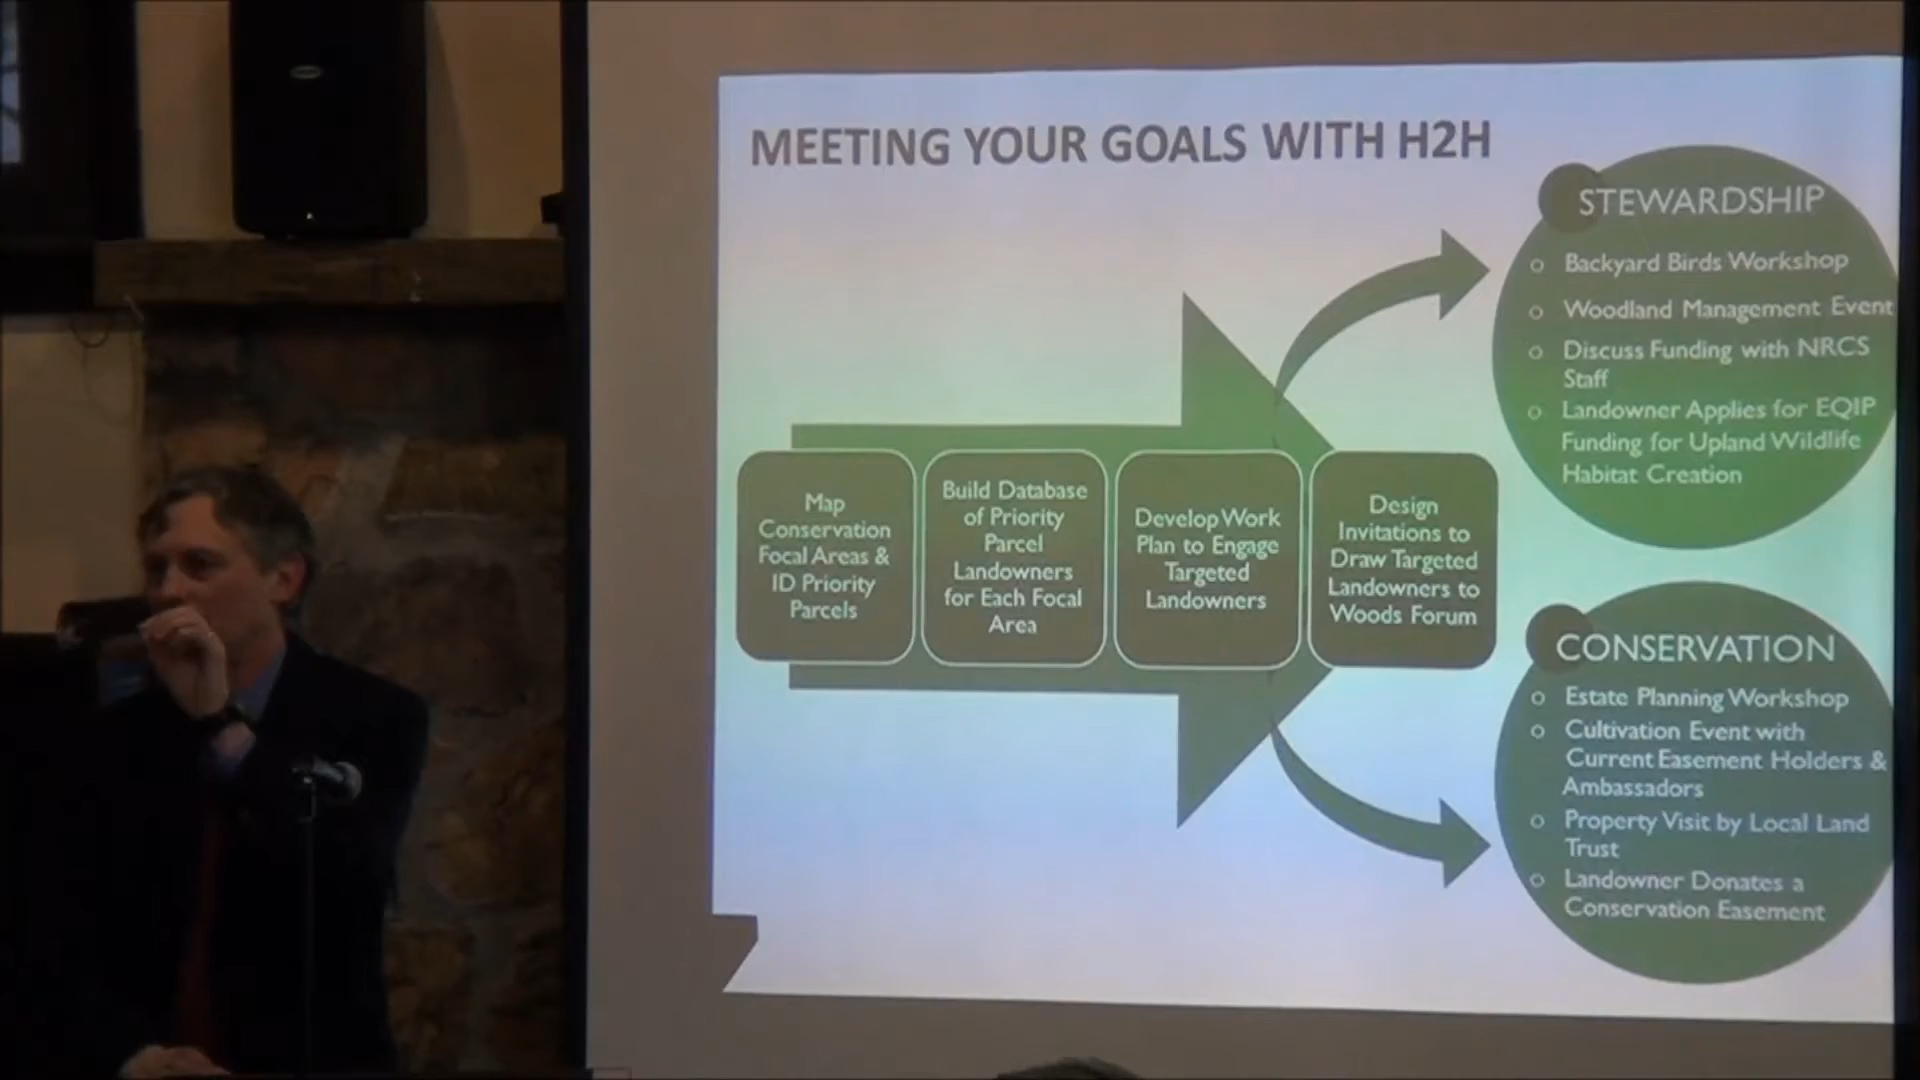 MEETING YOUR GOALS WITH H2H
Map
Conservation
Focal Areas &
ID Priority
Parcels
Build Database
of Priority
Parcel
Landowners
for Each Focal
Area
Develop Work
Plan to Engage
Targeted
Landowners
Design
Invitations to
Draw Targeted
Landowners to
Woods Forum
STEWARDSHIP
Backyard Birds Workshop
Woodland Management Event
Discuss Funding with NRCS
Staff
Landowner Applies for EQIP
Funding for Upland Wildlife
Habitat Creation
CONSERVATION
Estate Planning Workshop
Cultivation Event with
Current Easement Holders &
Ambassadors
Property Visit by Local Land
Trust
Landowner Donates a
Conservation Easement